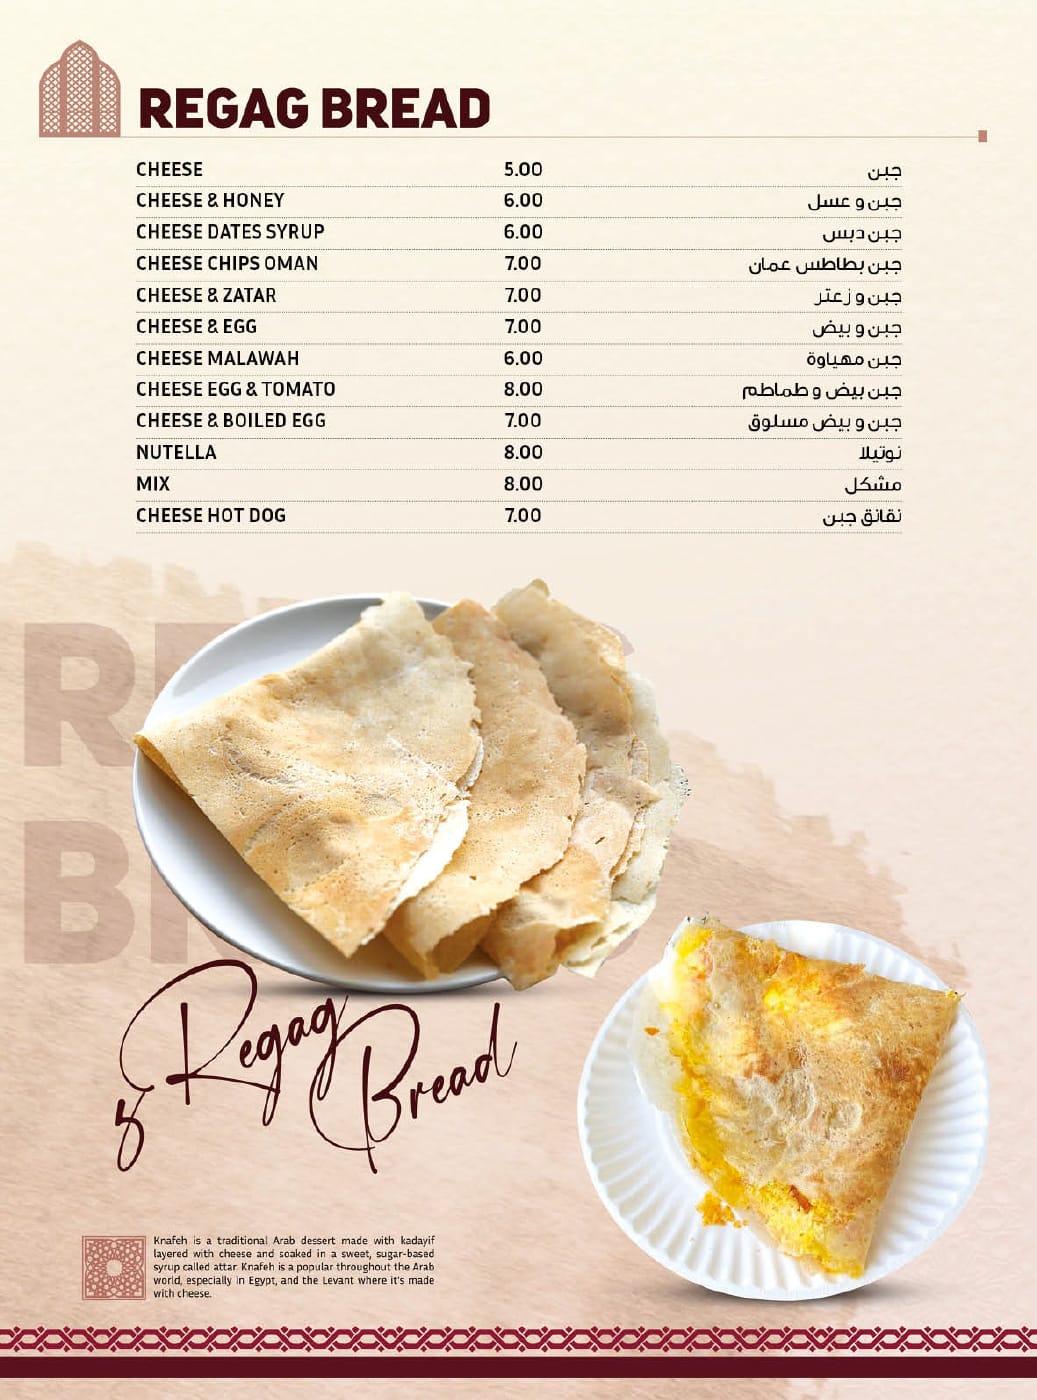 REGAG BREAD
CHEESE 5.00 جبن
CHEESE & HONEY 6.00 جبن و عسل
CHEESE DATES SYRUP 6.00 جبن دبس
CHEESE CHIPS OMAN 7.00 جبن بطاطس عمان
CHEESE & ZATAR 7.00 جبن و زعتر
CHEESE & EGG 7.00 جبن و بيض
CHEESE MALAWAH 6.00 جبن مهياوة
CHEESE EGG & TOMATO 8.00 جبن بيض و طماطم
CHEESE & BOILED EGG 7.00 جبن و بيض مسلوق
NUTELLA 8.00 نوتيلا
MIX 8.00 مشكل
CHEESE HOT DOG 7.00 نقانق جبن
Regag
Bread
Knafeh is a traditional Arab dessert made with kadayif
layered with cheese and soaked in a sweet, sugar-based
syrup called attar. Knafeh is a popular throughout the Arab
world, especially in Egypt, and the Levant where it's made
with cheese.